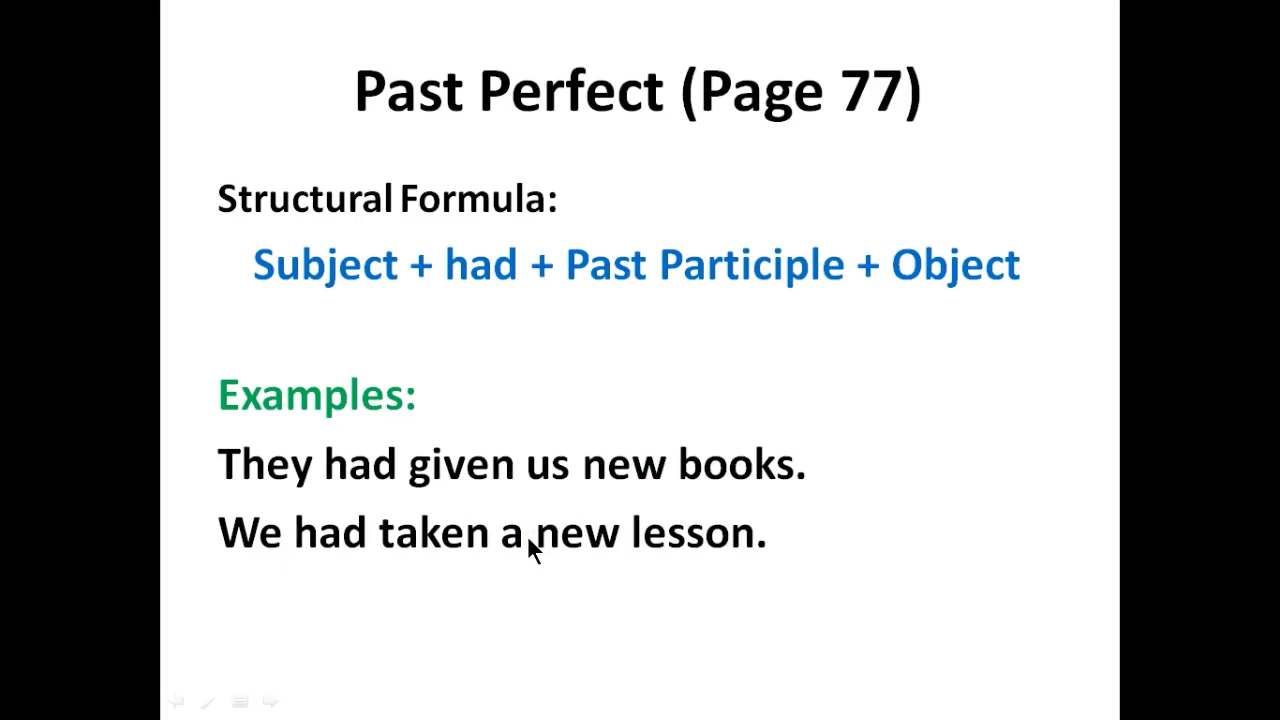 Past Perfect (Page 77)
Structural Formula:
Subject + had + Past Participle + Object
Examples:
They had given us new books.
We had taken a new lesson.